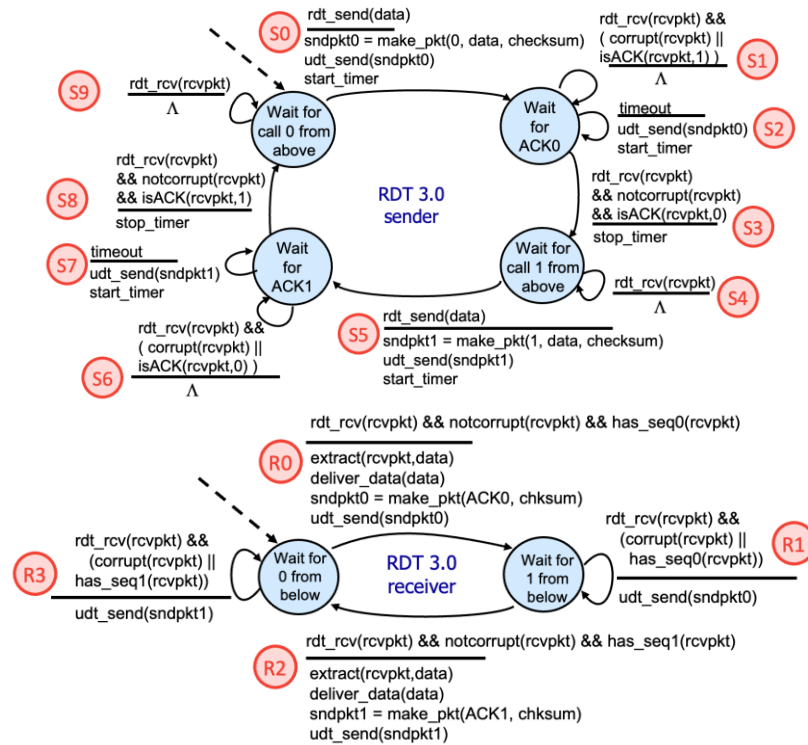 S0
rdt_send(data)
sndpkt0 = make_pkt(0, data, checksum)
udt_send(sndpkt0)
start_timer
rdt_rcv(rcvpkt) &&
( corrupt(rcvpkt) ||
isACK(rcvpkt,1) )
Λ
S1
S9
rdt_rcv(rcvpkt)
Λ
Wait for
call 0 from
above
Wait
for
ACK0
timeout
udt_send(sndpkt0)
start_timer
S2
S8
rdt_rcv(rcvpkt)
&& notcorrupt(rcvpkt)
&& isACK(rcvpkt,1)
stop_timer
RDT 3.0
sender
rdt_rcv(rcvpkt)
&& notcorrupt(rcvpkt)
&& isACK(rcvpkt,0)
stop_timer
S3
S7
timeout
udt_send(sndpkt1)
start_timer
Wait
for
ACK1
Wait for
call 1 from
above
rdt_rcv(rcvpkt)
Λ
S4
S6
rdt_rcv(rcvpkt) &&
( corrupt(rcvpkt) ||
isACK(rcvpkt,0) )
Λ
S5
rdt_send(data)
sndpkt1 = make_pkt(1, data, checksum)
udt_send(sndpkt1)
start_timer
R0
rdt_rcv(rcvpkt) && notcorrupt(rcvpkt) && has_seq0(rcvpkt)
extract(rcvpkt,data)
deliver_data(data)
sndpkt0 = make_pkt(ACK0, chksum)
udt_send(sndpkt0)
R3
rdt_rcv(rcvpkt) &&
(corrupt(rcvpkt) ||
has_seq1(rcvpkt))
udt_send(sndpkt1)
Wait for
0 from
below
RDT 3.0
receiver
Wait for
1 from
below
rdt_rcv(rcvpkt) &&
(corrupt(rcvpkt) ||
has_seq0(rcvpkt))
udt_send(sndpkt0)
R1
R2
rdt_rcv(rcvpkt) && notcorrupt(rcvpkt) && has_seq1(rcvpkt)
extract(rcvpkt,data)
deliver_data(data)
sndpkt1 = make_pkt(ACK1, chksum)
udt_send(sndpkt1)